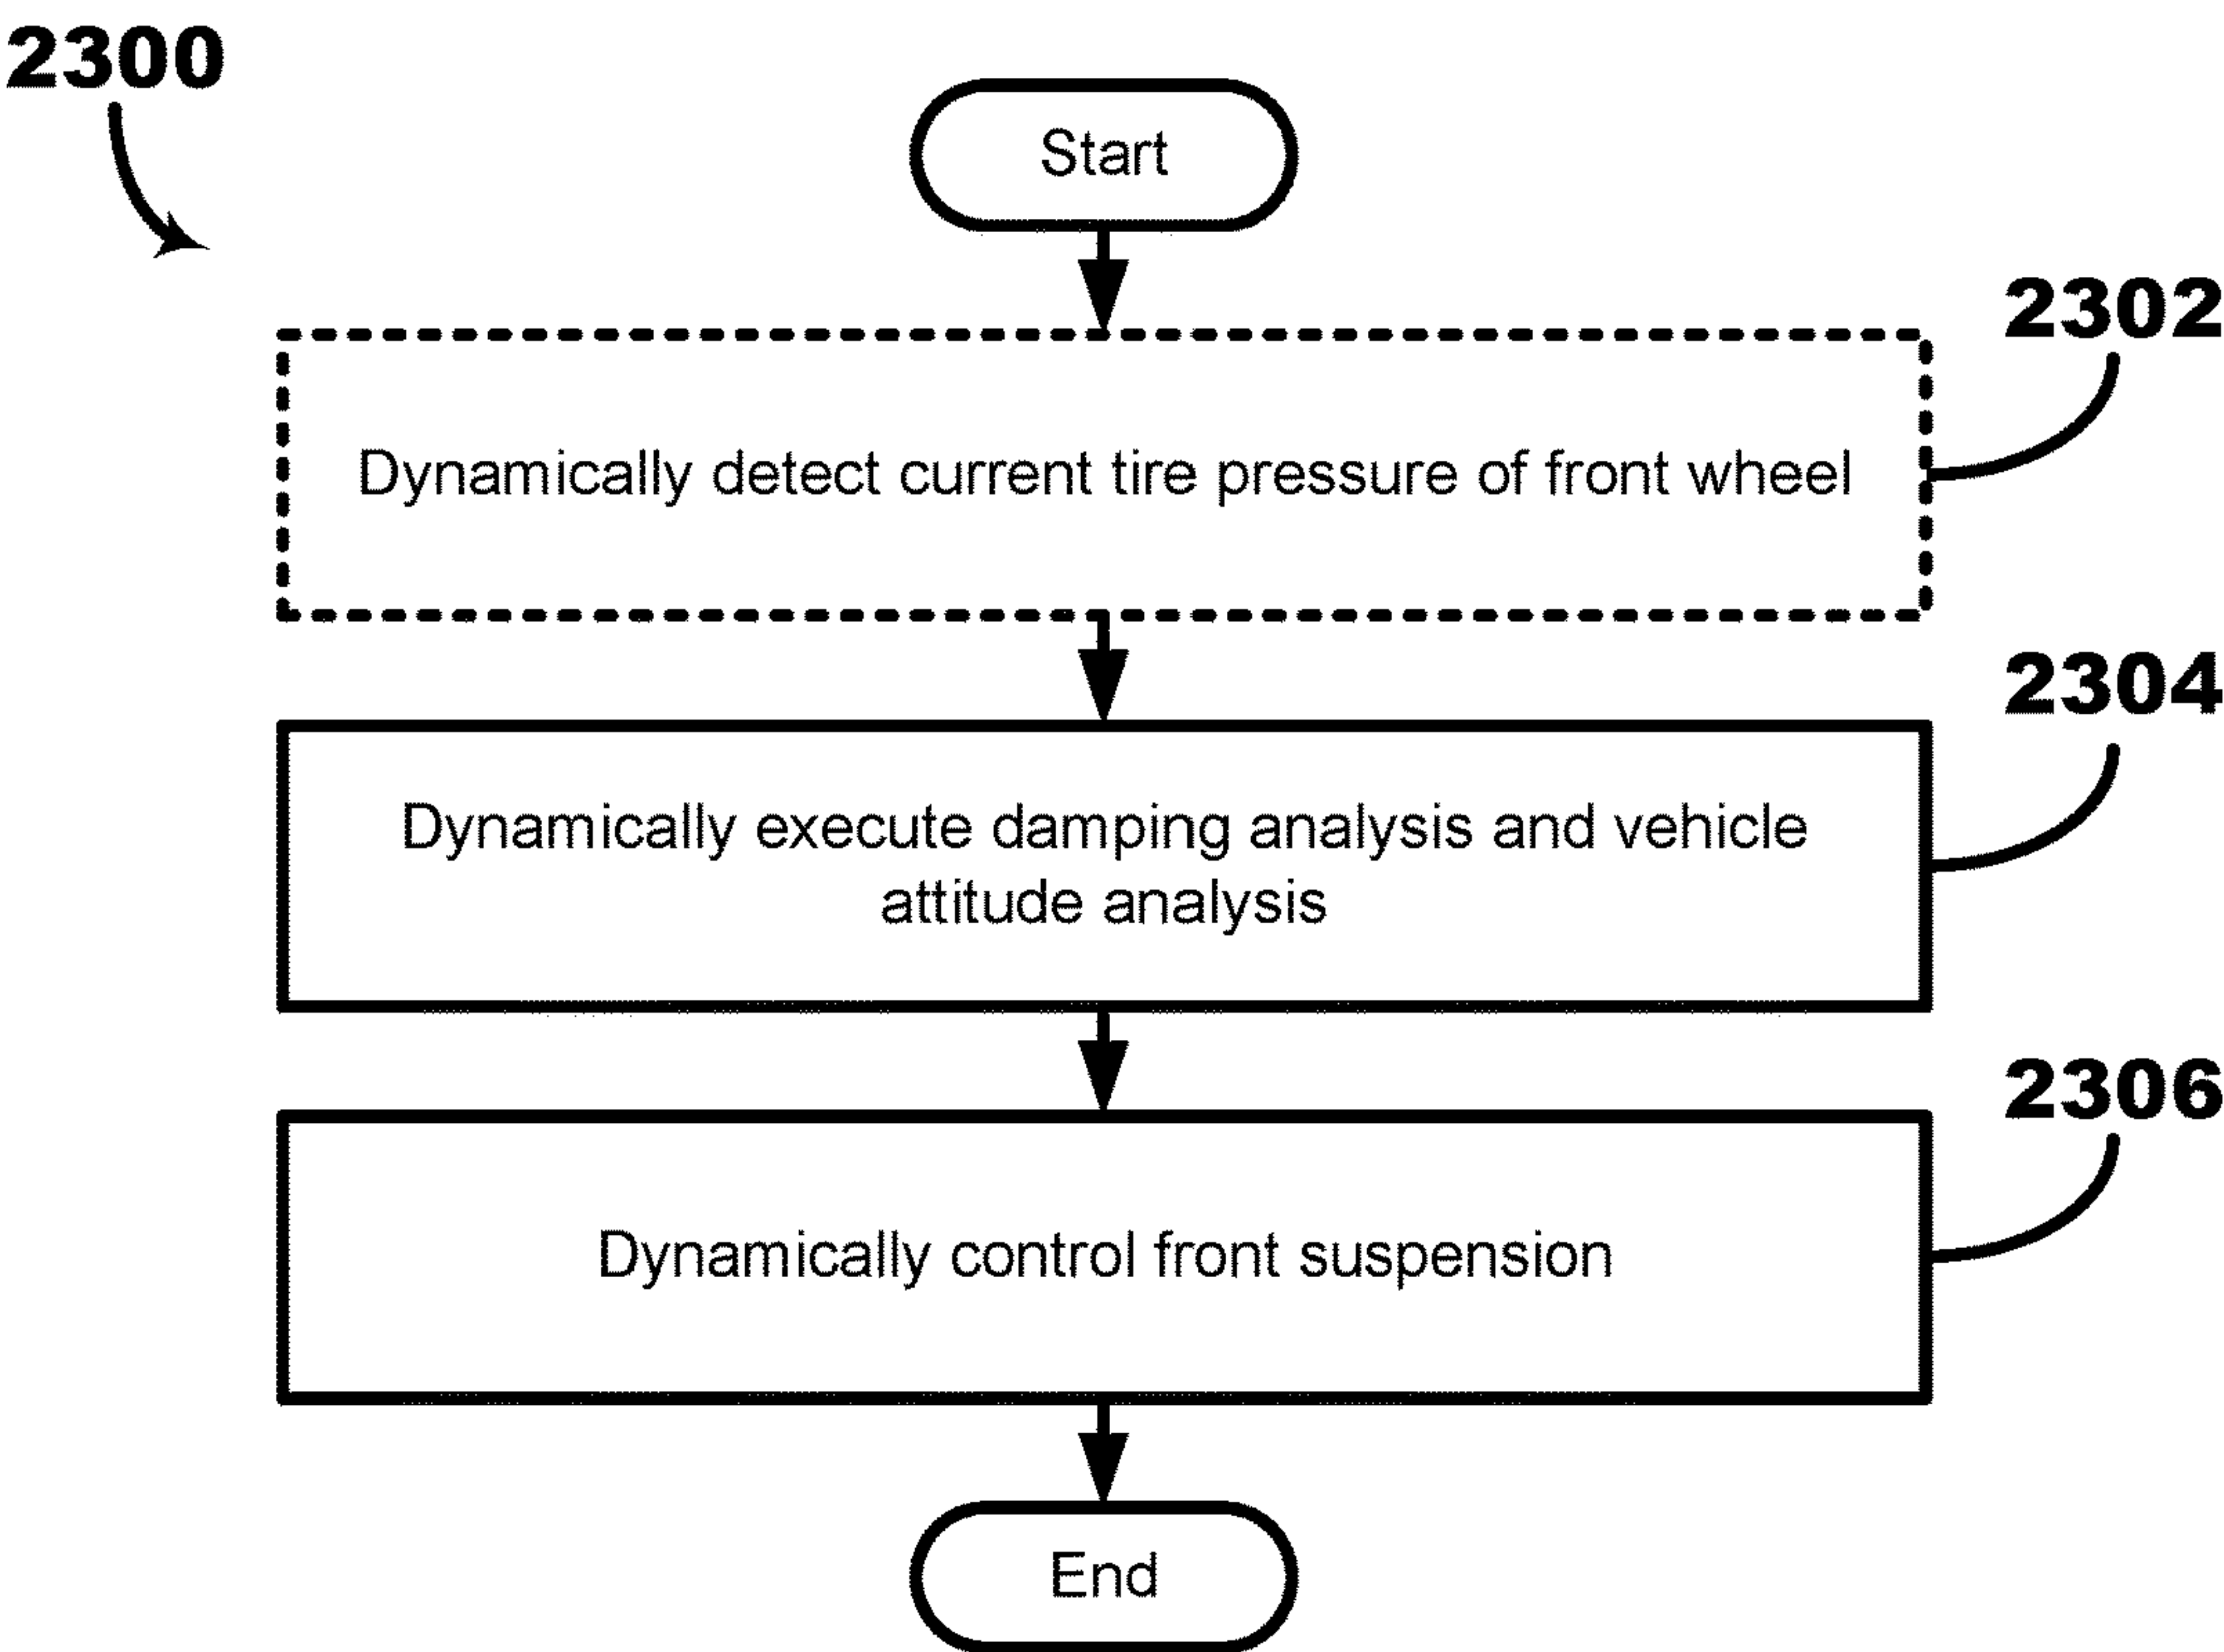 2300
Start
2302
Dynamically detect current tire pressure of front wheel
2304
Dynamically execute damping analysis and vehicle
attitude analysis
2306
Dynamically control front suspension
End